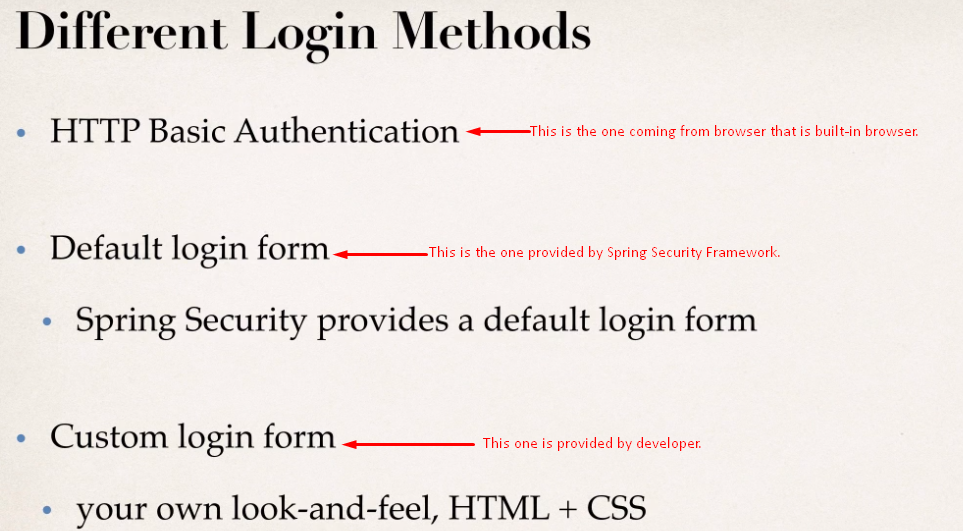 Different Login Methods
• HTTP Basic Authentication This is the one coming from browser that is built-in browser.
• Default login form This is the one provided by Spring Security Framework.
• Spring Security provides a default login form
• Custom login form This one is provided by developer.
• your own look-and-feel, HTML + CSS